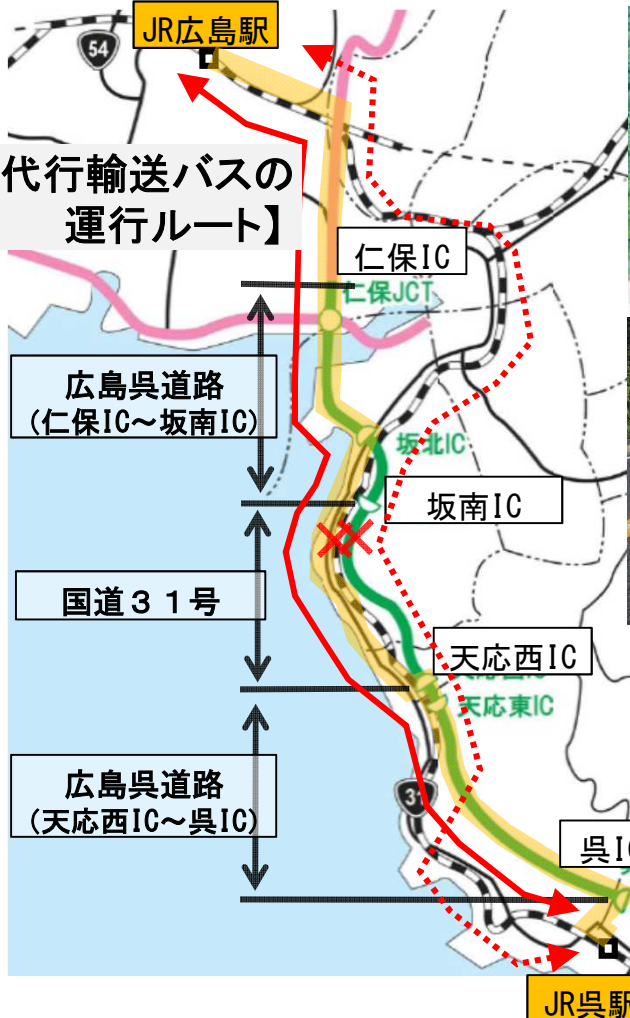 JR広島駅
54
代行輸送バスの
運行ルート】
仁保IC
仁保JCT
広島呉道路
(仁保IC～坂南IC)
坂北IC
坂南IC
国道３１号
天応西IC
天応東IC
広島呉道路
(天応西IC～呉IC)
31
呉IC
JR呉駅